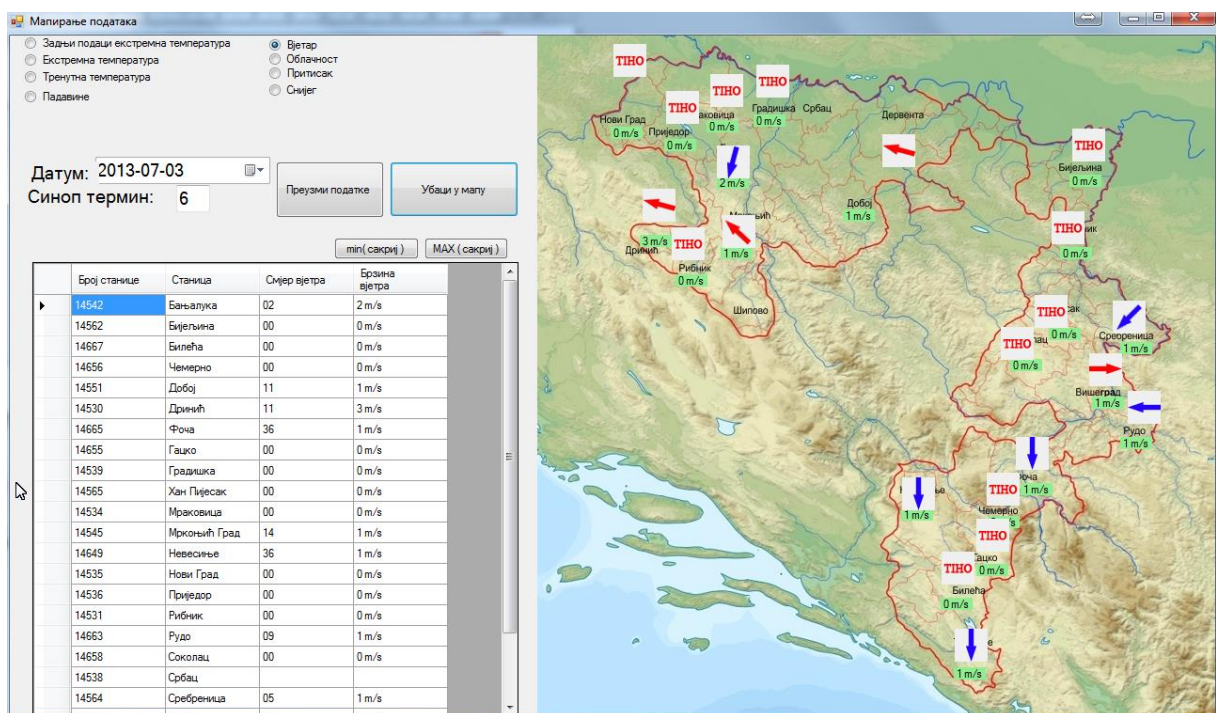 Мапирање података
Задњи подаци екстремна температура
Екстремна температура
Тренутна температура
Падавине
Вјетар
Облачност
Притисак
Снијег
Датум: 2013-07-03
Синоп термин: 6
Преузми податке
Убаци у мапу
min( сакриј )
MAX ( сакриј )
Број станице Станица Смјер вјетра Брзина вјетра
14542 Бањалука 02 2 m/s
14562 Бијељина 00 0 m/s
14667 Билећа 00 0 m/s
14656 Чемерно 00 0 m/s
14551 Добој 11 1 m/s
14530 Дринић 11 3 m/s
14665 Фоча 36 1 m/s
14655 Гацко 00 0 m/s
14539 Градишка 00 0 m/s
14565 Хан Пијесак 00 0 m/s
14534 Мраковица 00 0 m/s
14545 Мркоњић Град 14 1 m/s
14649 Невесиње 36 1 m/s
14535 Нови Град 00 0 m/s
14536 Приједор 00 0 m/s
14531 Рибник 00 0 m/s
14663 Рудо 09 1 m/s
14658 Соколац 00 0 m/s
14538 Србац
14564 Сребреница 05 1 m/s
TIHO
TIHO
TIHO
TIHO
Нови Град
0 m/s
Приједор
0 m/s
аковица
0 m/s
Градишка
0 m/s
Србац
Дервента
2 m/s
TIHO
Бијељина
0 m/s
Добој
1 m/s
TIHO
ник
0 m/s
3 m/s
Дринић
TIHO
Рибник
0 m/s
1 m/s
Шипово
TIHO
сак
0 m/s
TIHO
лац
0 m/s
Сребреница
1 m/s
Вишеград
1 m/s
Рудо
1 m/s
оча
1 m/s
ње
1 m/s
TIHO
Чемерно
TIHO
ацко
0 m/s
TIHO
Билећа
0 m/s
1 m/s